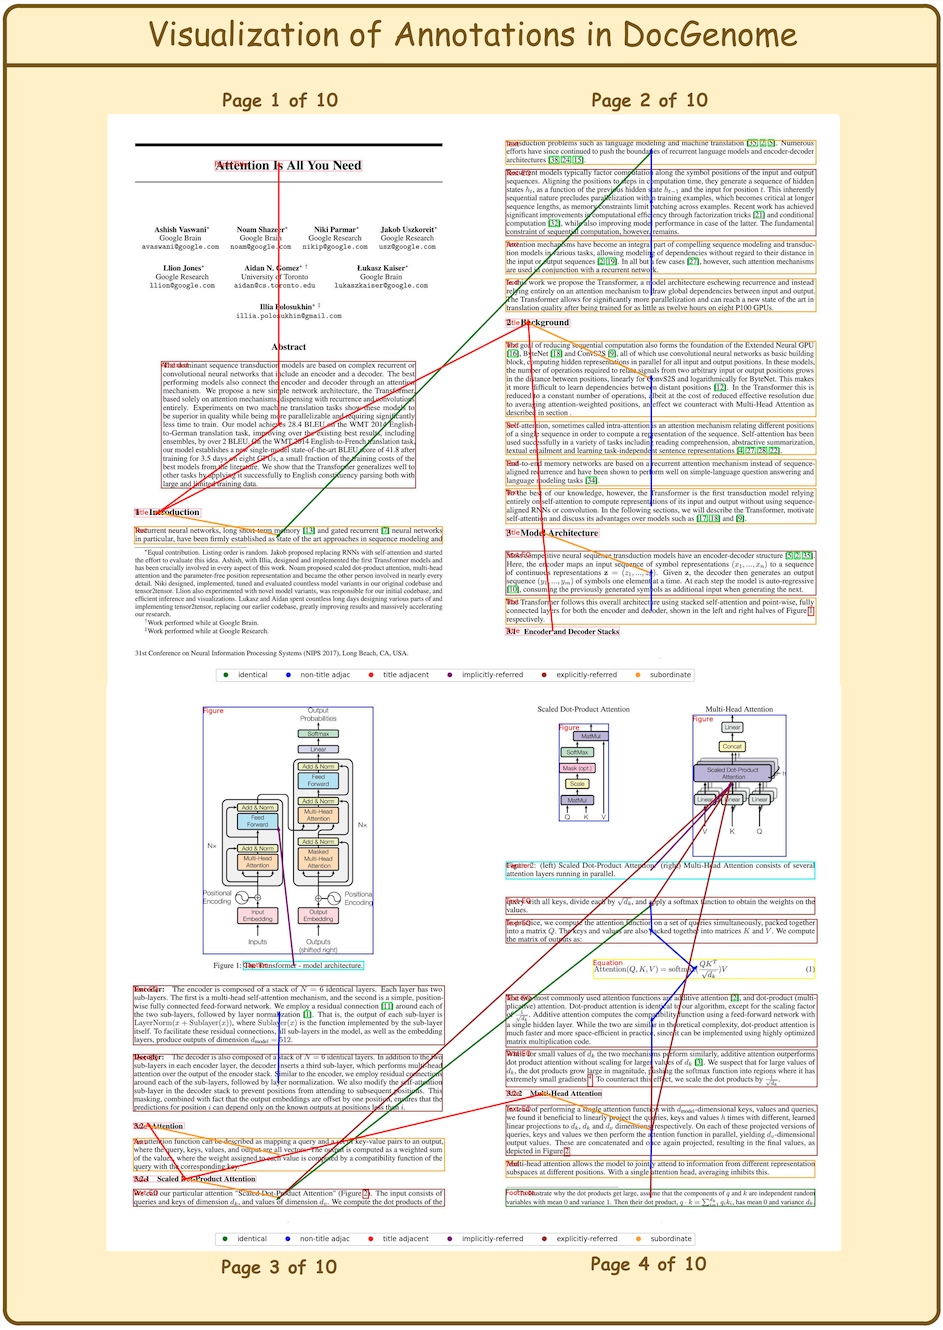 Visualization of Annotations in DocGenome
Page 1 of 10
Attention Is All You Need
Ashish Vaswani* Noam Shazeer* Niki Parmar* Jakob Uszkoreit*
Google Brain Google Brain Google Research Google Research
avaswani@google.com noam@google.com nikip@google.com usz@google.com
Llion Jones* Aidan N. Gomez* † Łukasz Kaiser*
Google Research University of Toronto Google Brain
llion@google.com aidan@cs.toronto.edu lukaszkaiser@google.com
Illia Polosukhin* ‡
illia.polosukhin@gmail.com
Abstract
dominant sequence transduction models are based on complex recurrent or
convolutional neural networks that include an encoder and a decoder. The best
performing models also connect the encoder and decoder through an attention
mechanism. We propose a new simple network architecture, the Transformer,
based solely on attention mechanisms, dispensing with recurrence and convolutions
entirely. Experiments on two machine translation tasks show these models to
be superior in quality while being more parallelizable and requiring significantly
less time to train. Our model achieves 28.4 BLEU on the WMT 2014 English-
to-German translation task, improving over the existing best results, including
ensembles, by over 2 BLEU. On the WMT 2014 English-to-French translation task,
our model establishes a new single-model state-of-the-art BLEU score of 41.8 after
training for 3.5 days on eight GPUs, a small fraction of the training costs of the
best models from the literature. We show that the Transformer generalizes well to
other tasks by applying it successfully to English constituency parsing both with
large and limited training data.
1 Title Introduction
Recurrent neural networks, long short-term memory [13] and gated recurrent [7] neural networks
in particular, have been firmly established as state of the art approaches in sequence modeling and
*Equal contribution. Listing order is random. Jakob proposed replacing RNNs with self-attention and started
the effort to evaluate this idea. Ashish, with Illia, designed and implemented the first Transformer models and
has been crucially involved in every aspect of this work. Noam proposed scaled dot-product attention, multi-head
attention and the parameter-free position representation and became the other person involved in nearly every
detail. Niki designed, implemented, tuned and evaluated countless model variants in our original codebase and
tensor2tensor. Llion also experimented with novel model variants, was responsible for our initial codebase, and
efficient inference and visualizations. Lukasz and Aidan spent countless long days designing various parts of and
implementing tensor2tensor, replacing our earlier codebase, greatly improving results and massively accelerating
our research.
†Work performed while at Google Brain.
‡Work performed while at Google Research.
31st Conference on Neural Information Processing Systems (NIPS 2017), Long Beach, CA, USA.
Page 2 of 10
transduction problems such as language modeling and machine translation [35, 2, 5]. Numerous
efforts have since continued to push the boundaries of recurrent language models and encoder-decoder
architectures [38, 24, 15].
Recurrent models typically factor computation along the symbol positions of the input and output
sequences. Aligning the positions to steps in computation time, they generate a sequence of hidden
states ht, as a function of the previous hidden state ht−1 and the input for position t. This inherently
sequential nature precludes parallelization within training examples, which becomes critical at longer
sequence lengths, as memory constraints limit batching across examples. Recent work has achieved
significant improvements in computational efficiency through factorization tricks [21] and conditional
computation [32], while also improving model performance in case of the latter. The fundamental
constraint of sequential computation, however, remains.
Attention mechanisms have become an integral part of compelling sequence modeling and transduc-
tion models in various tasks, allowing modeling of dependencies without regard to their distance in
the input or output sequences [2, 19]. In all but a few cases [27], however, such attention mechanisms
are used in conjunction with a recurrent network.
In this work we propose the Transformer, a model architecture eschewing recurrence and instead
relying entirely on an attention mechanism to draw global dependencies between input and output.
The Transformer allows for significantly more parallelization and can reach a new state of the art in
translation quality after being trained for as little as twelve hours on eight P100 GPUs.
2 Title Background
The goal of reducing sequential computation also forms the foundation of the Extended Neural GPU
[16], ByteNet [18] and ConvS2S [9], all of which use convolutional neural networks as basic building
block, computing hidden representations in parallel for all input and output positions. In these models,
the number of operations required to relate signals from two arbitrary input or output positions grows
in the distance between positions, linearly for ConvS2S and logarithmically for ByteNet. This makes
it more difficult to learn dependencies between distant positions [12]. In the Transformer this is
reduced to a constant number of operations, albeit at the cost of reduced effective resolution due
to averaging attention-weighted positions, an effect we counteract with Multi-Head Attention as
described in section .
Self-attention, sometimes called intra-attention is an attention mechanism relating different positions
of a single sequence in order to compute a representation of the sequence. Self-attention has been
used successfully in a variety of tasks including reading comprehension, abstractive summarization,
textual entailment and learning task-independent sentence representations [4, 27, 28, 22].
End-to-end memory networks are based on a recurrent attention mechanism instead of sequence-
aligned recurrence and have been shown to perform well on simple-language question answering and
language modeling tasks [34].
To the best of our knowledge, however, the Transformer is the first transduction model relying
entirely on self-attention to compute representations of its input and output without using sequence-
aligned RNNs or convolution. In the following sections, we will describe the Transformer, motivate
self-attention and discuss its advantages over models such as [17, 18] and [9].
3 Title Model Architecture
Most competitive neural sequence transduction models have an encoder-decoder structure [5, 2, 35].
Here, the encoder maps an input sequence of symbol representations (x1, ..., xn) to a sequence
of continuous representations z = (z1, ..., zn). Given z, the decoder then generates an output
sequence (y1, ..., ym) of symbols one element at a time. At each step the model is auto-regressive
[10], consuming the previously generated symbols as additional input when generating the next.
The Transformer follows this overall architecture using stacked self-attention and point-wise, fully
connected layers for both the encoder and decoder, shown in the left and right halves of Figure 1,
respectively.
3.1 Encoder and Decoder Stacks
identical non-title adjac title adjacent implicitly-referred explicitly-referred subordinate
Figure
Output
Probabilities
Softmax
Linear
Add & Norm
Feed
Forward
Add & Norm
Multi-Head
Attention
Add & Norm
Masked
Multi-Head
Attention
Add & Norm
Feed
Forward
Add & Norm
Multi-Head
Attention
N×
N×
Positional
Encoding
Positional
Encoding
Input
Embedding
Output
Embedding
Inputs
Outputs
(shifted right)
Figure 1: The Transformer - model architecture.
Encoder: The encoder is composed of a stack of N = 6 identical layers. Each layer has two
sub-layers. The first is a multi-head self-attention mechanism, and the second is a simple, position-
wise fully connected feed-forward network. We employ a residual connection [11] around each of
the two sub-layers, followed by layer normalization [1]. That is, the output of each sub-layer is
LayerNorm(x + Sublayer(x)), where Sublayer(x) is the function implemented by the sub-layer
itself. To facilitate these residual connections, all sub-layers in the model, as well as the embedding
layers, produce outputs of dimension dmodel = 512.
Decoder: The decoder is also composed of a stack of N = 6 identical layers. In addition to the two
sub-layers in each encoder layer, the decoder inserts a third sub-layer, which performs multi-head
attention over the output of the encoder stack. Similar to the encoder, we employ residual connections
around each of the sub-layers, followed by layer normalization. We also modify the self-attention
sub-layer in the decoder stack to prevent positions from attending to subsequent positions. This
masking, combined with fact that the output embeddings are offset by one position, ensures that the
predictions for position i can depend only on the known outputs at positions less than i.
3.2 Attention
An attention function can be described as mapping a query and a set of key-value pairs to an output,
where the query, keys, values, and output are all vectors. The output is computed as a weighted sum
of the values, where the weight assigned to each value is computed by a compatibility function of the
query with the corresponding key.
3.2.1 Scaled Dot-Product Attention
We call our particular attention "Scaled Dot-Product Attention" (Figure 2). The input consists of
queries and keys of dimension dk, and values of dimension dv. We compute the dot products of the
Scaled Dot-Product Attention
Figure
MatMul
SoftMax
Mask (opt.)
Scale
MatMul
Q K V
Multi-Head Attention
Figure
Linear
Concat
Scaled Dot-Product
Attention
h
Linear Linear Linear
V K Q
Figure 2: (left) Scaled Dot-Product Attention. (right) Multi-Head Attention consists of several
attention layers running in parallel.
query with all keys, divide each by √dk, and apply a softmax function to obtain the weights on the
values.
In practice, we compute the attention function on a set of queries simultaneously, packed together
into a matrix Q. The keys and values are also packed together into matrices K and V. We compute
the matrix of outputs as:
Equation
Attention(Q, K, V) = softmax(QK^T/√dk)V (1)
The two most commonly used attention functions are additive attention [2], and dot-product (multi-
plicative) attention. Dot-product attention is identical to our algorithm, except for the scaling factor
of 1/√dk. Additive attention computes the compatibility function using a feed-forward network with
a single hidden layer. While the two are similar in theoretical complexity, dot-product attention is
much faster and more space-efficient in practice, since it can be implemented using highly optimized
matrix multiplication code.
While for small values of dk the two mechanisms perform similarly, additive attention outperforms
dot product attention without scaling for larger values of dk [3]. We suspect that for large values of
dk, the dot products grow large in magnitude, pushing the softmax function into regions where it has
extremely small gradients 4. To counteract this effect, we scale the dot products by 1/√dk.
3.2.2 Multi-Head Attention
Instead of performing a single attention function with dmodel-dimensional keys, values and queries,
we found it beneficial to linearly project the queries, keys and values h times with different, learned
linear projections to dk, dk and dv dimensions, respectively. On each of these projected versions of
queries, keys and values we then perform the attention function in parallel, yielding dv-dimensional
output values. These are concatenated and once again projected, resulting in the final values, as
depicted in Figure 2.
Multi-head attention allows the model to jointly attend to information from different representation
subspaces at different positions. With a single attention head, averaging inhibits this.
illustrate why the dot products get large, assume that the components of q and k are independent random
variables with mean 0 and variance 1. Then their dot product, q · k = ∑ qiki, has mean 0 and variance dk.
identical non-title adjac title adjacent implicitly-referred explicitly-referred subordinate
Page 3 of 10
Page 4 of 10